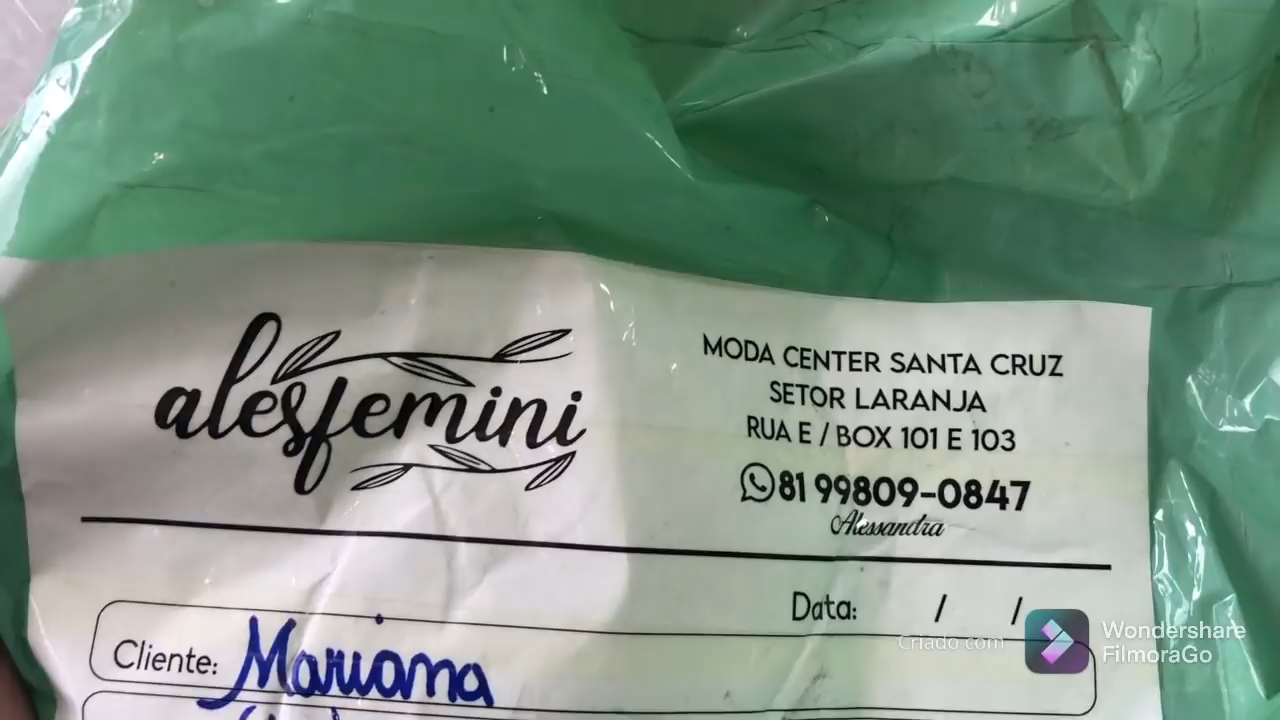 alesfemini
MODA CENTER SANTA CRUZ
SETOR LARANJA
RUA E / BOX 101 E 103
81 99809-0847
Alessandra
Data: / /
Cliente: Mariana
Criado com
Wondershare
FilmoraGo